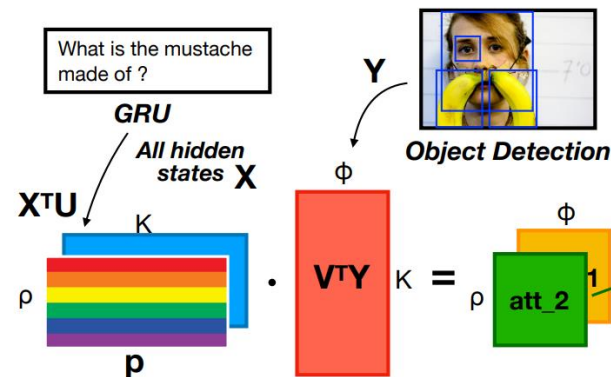 What is the mustache
made of ?
GRU
All hidden
states X
Y
Object Detection
XᵀU
K
ρ
p
·
Φ
VᵀY
K
=
Φ
ρ
att_2
1